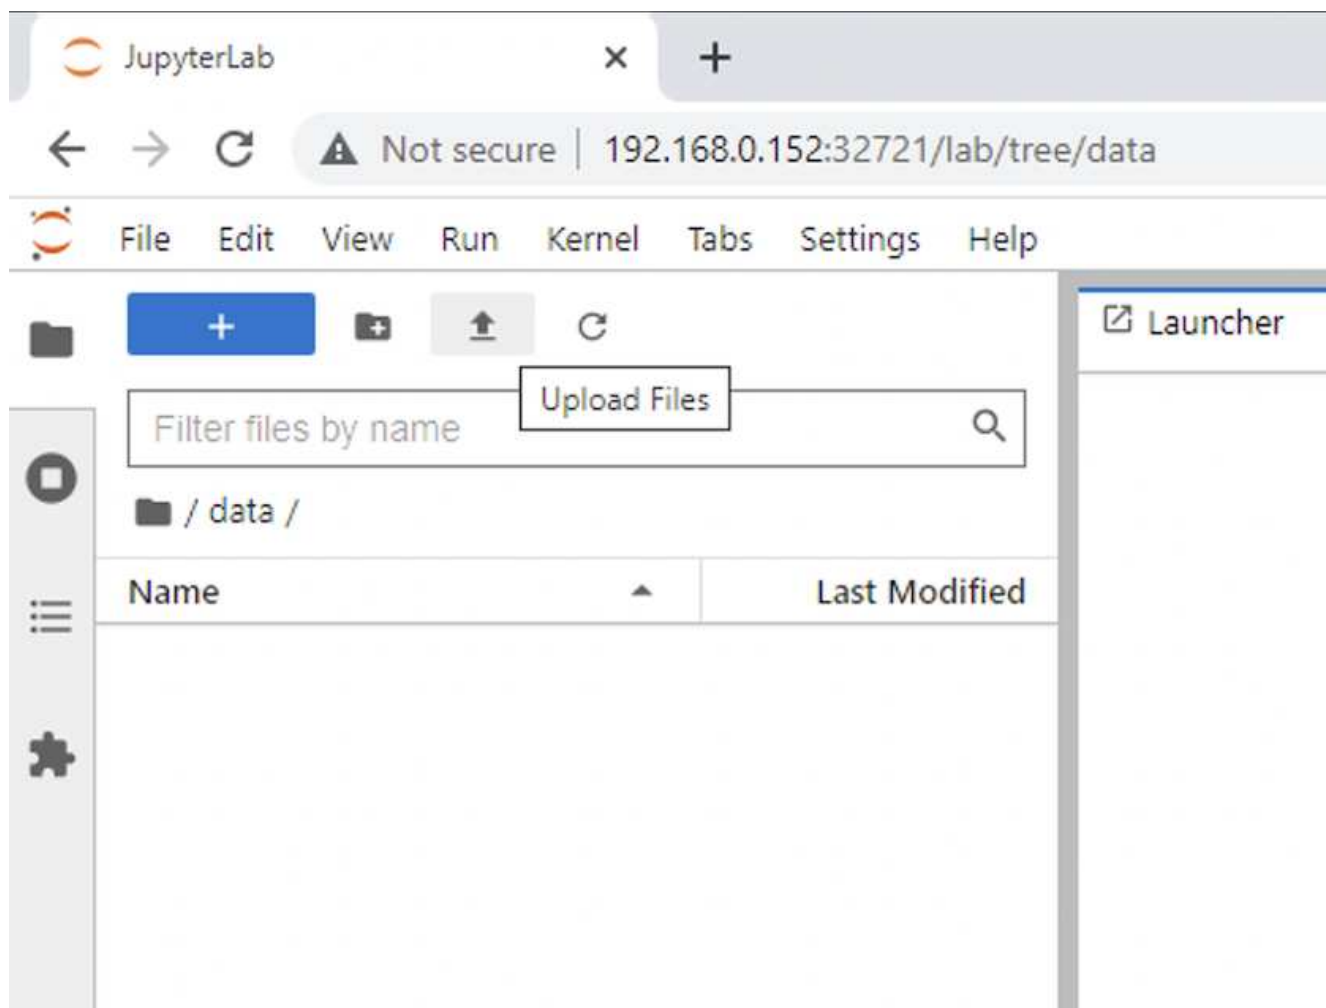 JupyterLab
Not secure | 192.168.0.152:32721/lab/tree/data
File Edit View Run Kernel Tabs Settings Help
Launcher
Upload Files
Filter files by name
/ data /
Name Last Modified